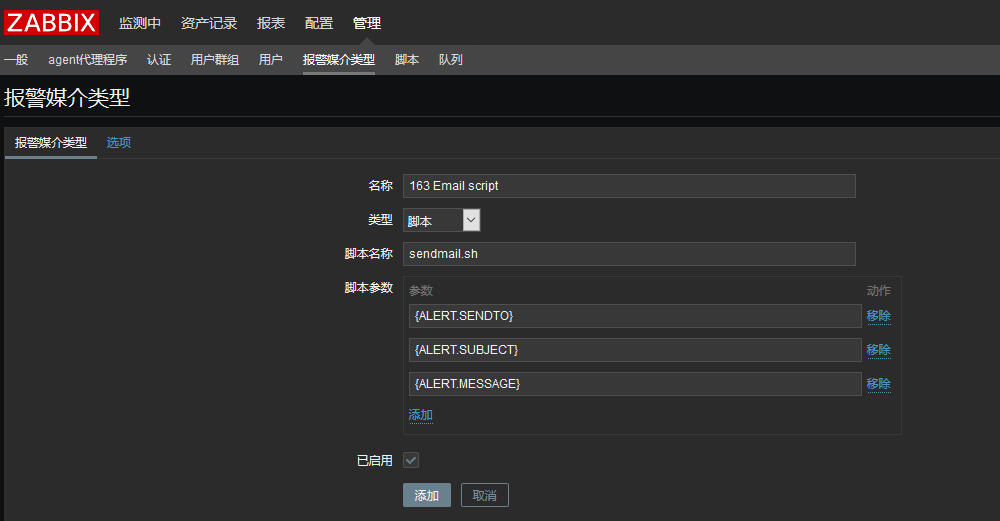 ZABBIX 监测中 资产记录 报表 配置 管理
一般 agent代理程序 认证 用户群组 用户 报警媒介类型 脚本 队列
报警媒介类型
报警媒介类型 选项
名称 163 Email script
类型 脚本
脚本名称 sendmail.sh
脚本参数 参数 动作
{ALERT.SENDTO} 移除
{ALERT.SUBJECT} 移除
{ALERT.MESSAGE} 移除
添加
已启用
添加 取消